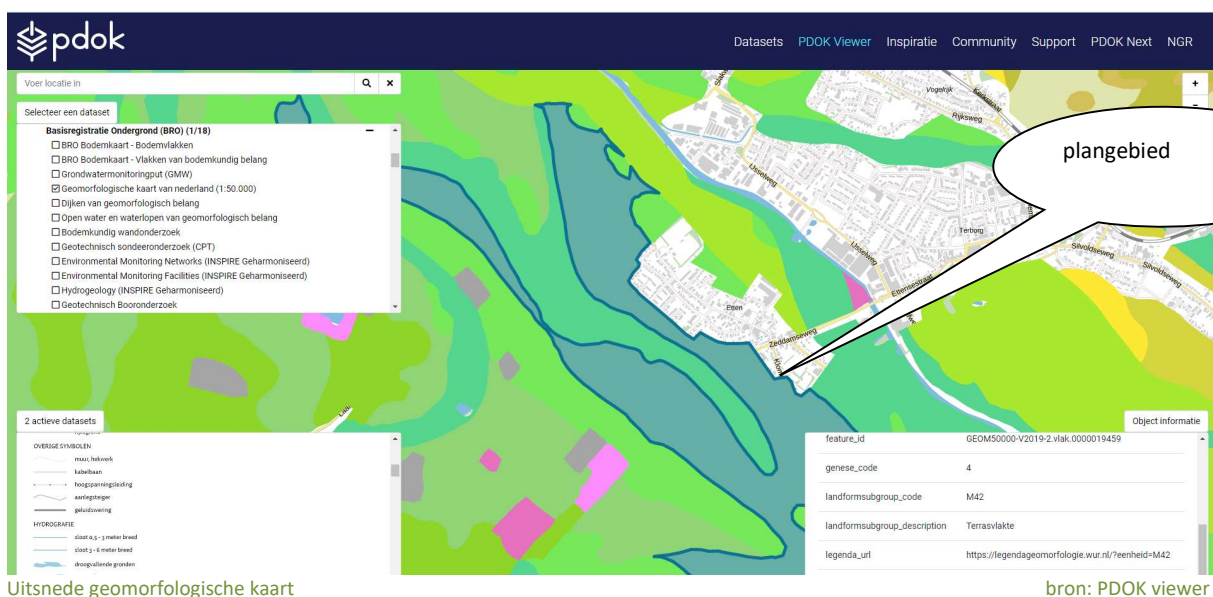 pdok
Datasets PDOK Viewer Inspiratie Community Support PDOK Next NGR
Voer locatie in
Selecteer een dataset
Basisregistratie Ondergrond (BRO) (1/18)
BRO Bodemkaart - Bodemvlakken
BRO Bodemkaart - Vlakken van bodemkundig belang
Grondwatermonitoringput (GMW)
Geomorfologische kaart van nederland (1:50.000)
Dijken van geomorfologisch belang
Open water en waterlopen van geomorfologisch belang
Bodemkundig wandonderzoek
Geotechnisch sondeeronderzoek (CPT)
Environmental Monitoring Networks (INSPIRE Geharmoniseerd)
Environmental Monitoring Facilities (INSPIRE Geharmoniseerd)
Hydrogeology (INSPIRE Geharmoniseerd)
Geotechnisch Booronderzoek
Vogelrijk
Kerkstraat
Rijksweg
plangebied
IJsselweg
Terborg
IJsselweg
Silvoldseweg
Silvoldseweg
Ettensestraat
Etten
Zeddamseweg
2 actieve datasets
OVERIGE SYMBOLEN
muur, hekwerk
kabelbaan
hoogspanningsleiding
aanlegsteiger
geluidswering
HYDROGRAFIE
sloot 0,5 - 3 meter breed
sloot 3 - 6 meter breed
droogvallende gronden
Object informatie
feature_id GEOM50000-V2019-2.vlak.0000019459
genese_code 4
landformsubgroup_code M42
landformsubgroup_description Terrasvlakte
legenda_url https://legendageomorfologie.wur.nl/?eenheid=M42
Uitsnede geomorfologische kaart bron: PDOK viewer